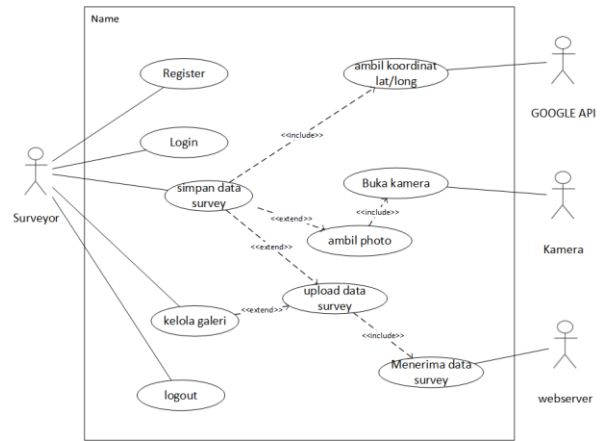 Name
Register
ambil koordinat
lat/long
GOOGLE API
<<include>>
Login
simpan data
survey
Buka kamera
<<include>>
<<extend>>
Surveyor
ambil photo
Kamera
<<extend>>
upload data
survey
<<extend>>
kelola galeri
<<include>>
Menerima data
survey
logout
webserver